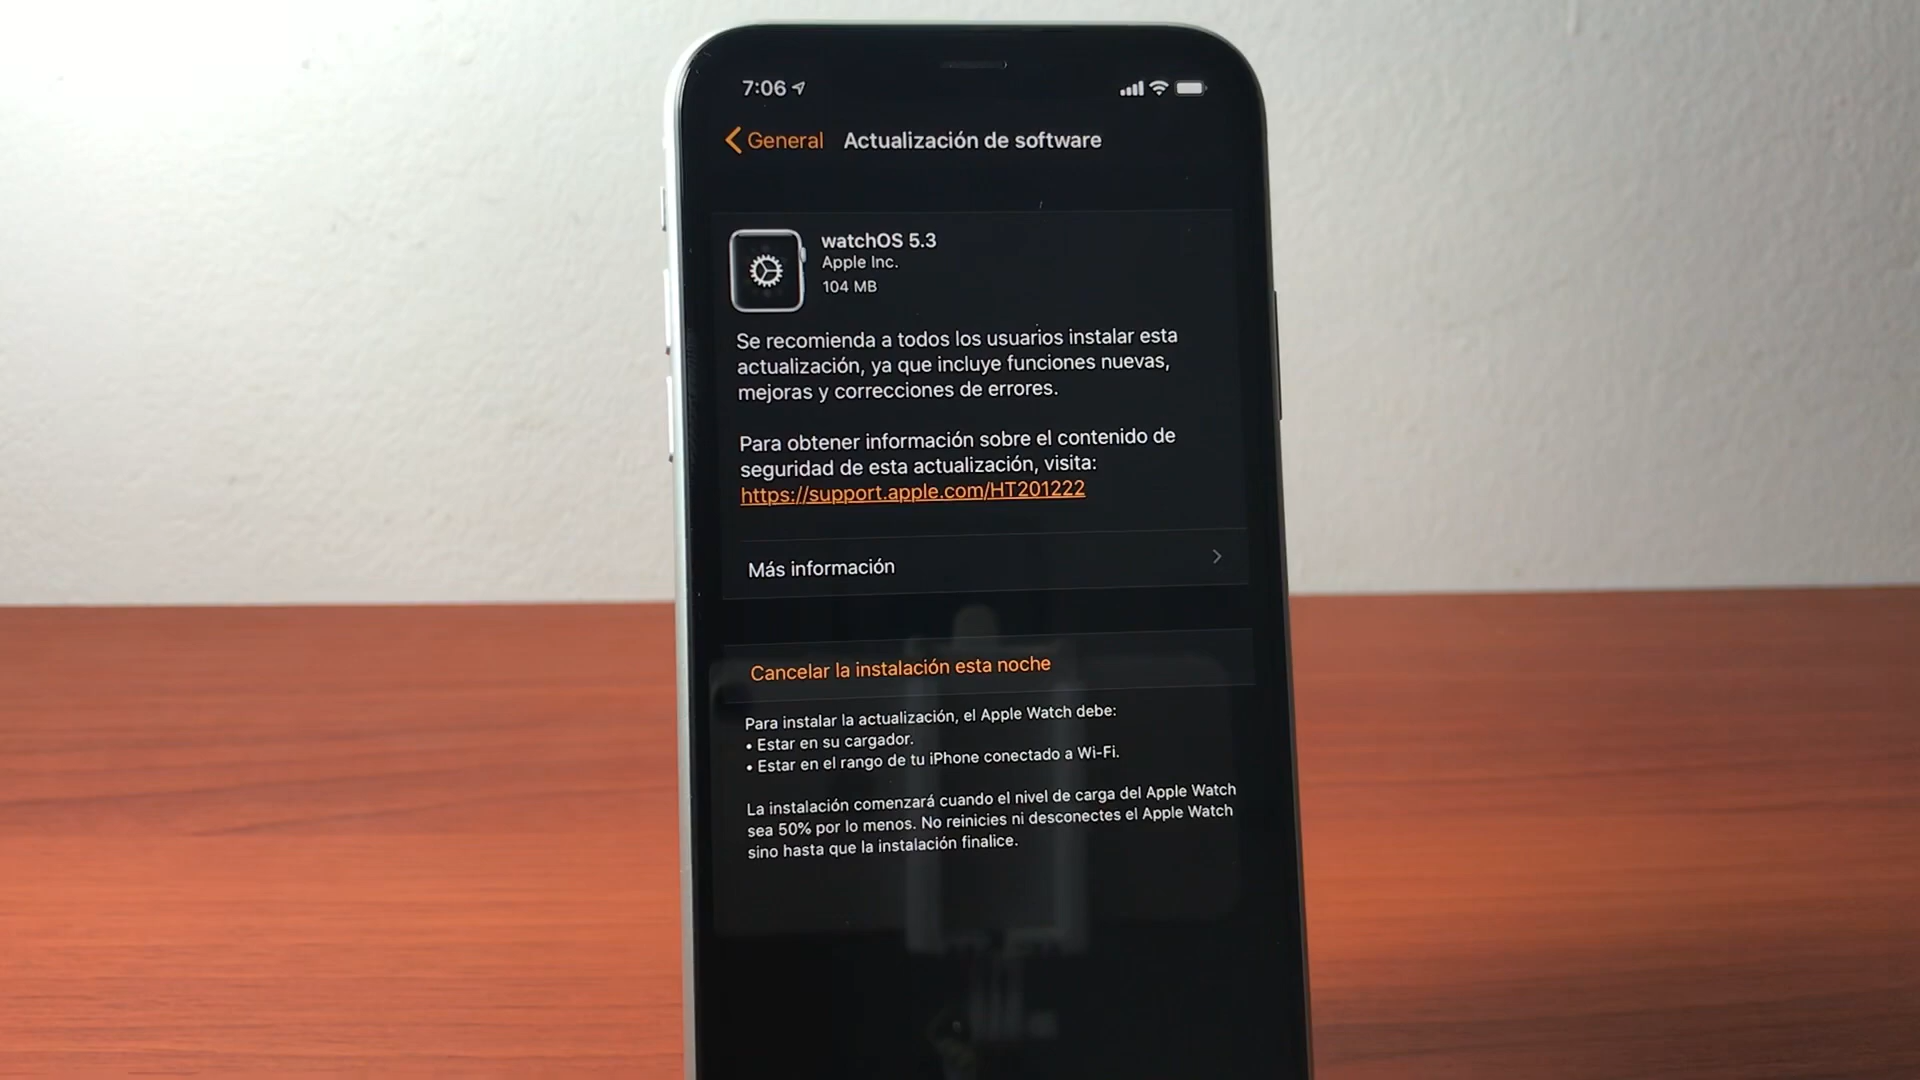 7:06
General Actualización de software
watchOS 5.3
Apple Inc.
104 MB
Se recomienda a todos los usuarios instalar esta
actualización, ya que incluye funciones nuevas,
mejoras y correcciones de errores.
Para obtener información sobre el contenido de
seguridad de esta actualización, visita:
https://support.apple.com/HT201222
Más información
Cancelar la instalación esta noche
Para instalar la actualización, el Apple Watch debe:
• Estar en su cargador.
• Estar en el rango de tu iPhone conectado a Wi-Fi.
La instalación comenzará cuando el nivel de carga del Apple Watch
sea 50% por lo menos. No reinicies ni desconectes el Apple Watch
sino hasta que la instalación finalice.